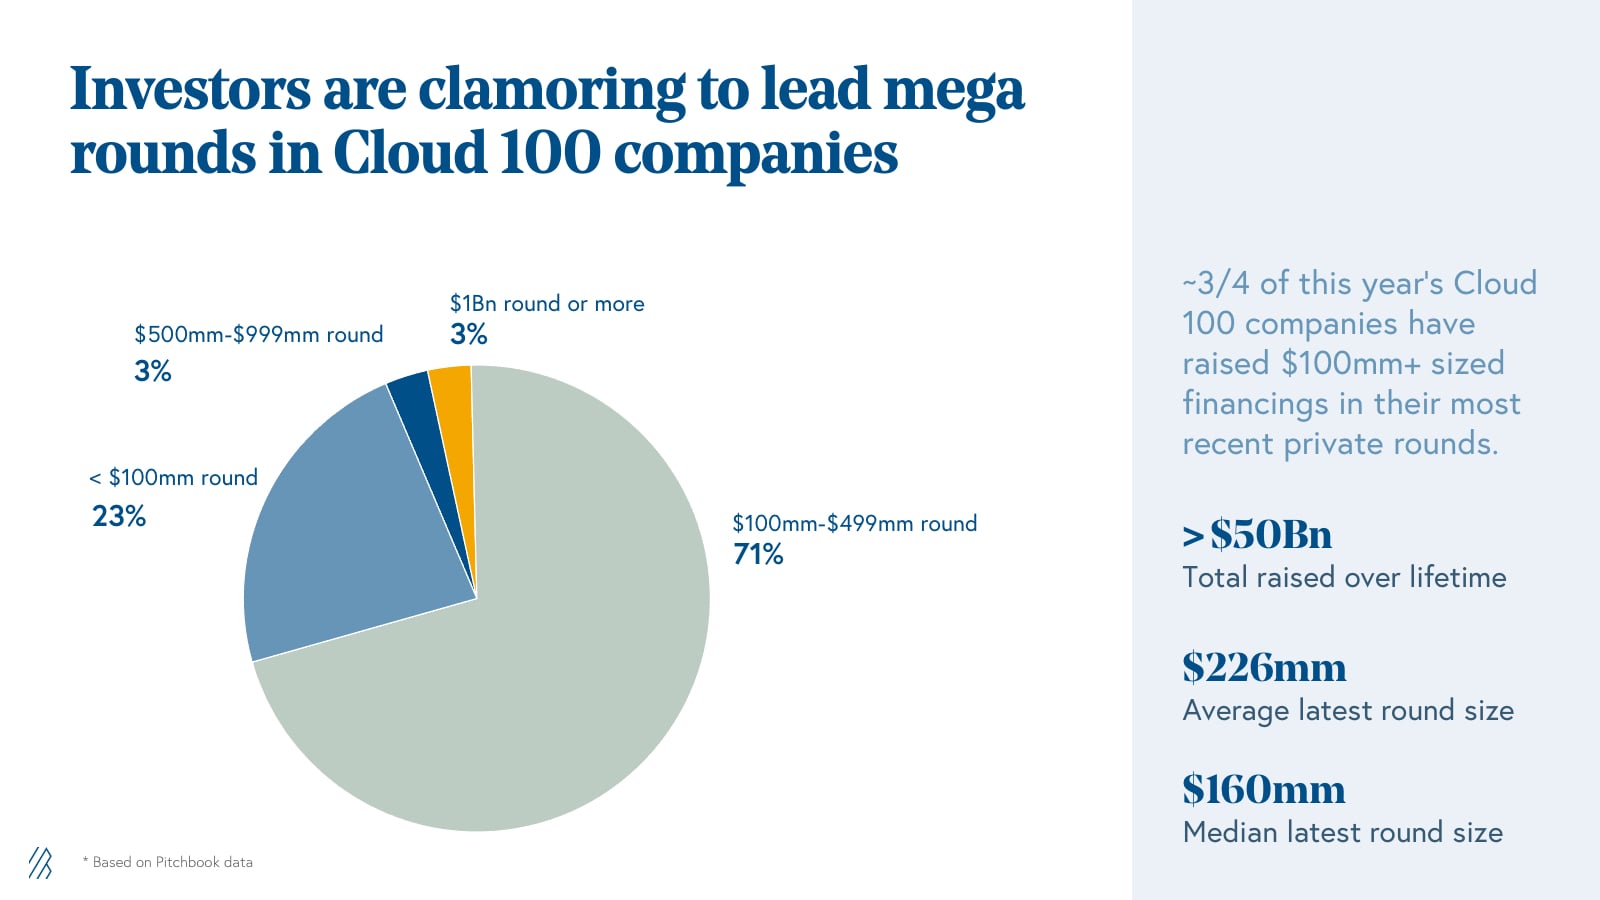 Investors are clamoring to lead mega
rounds in Cloud 100 companies
$1Bn round or more
3%
$500mm-$999mm round
3%
< $100mm round
23%
$100mm-$499mm round
71%
* Based on Pitchbook data
~3/4 of this year's Cloud
100 companies have
raised $100mm+ sized
financings in their most
recent private rounds.
>$50Bn
Total raised over lifetime
$226mm
Average latest round size
$160mm
Median latest round size